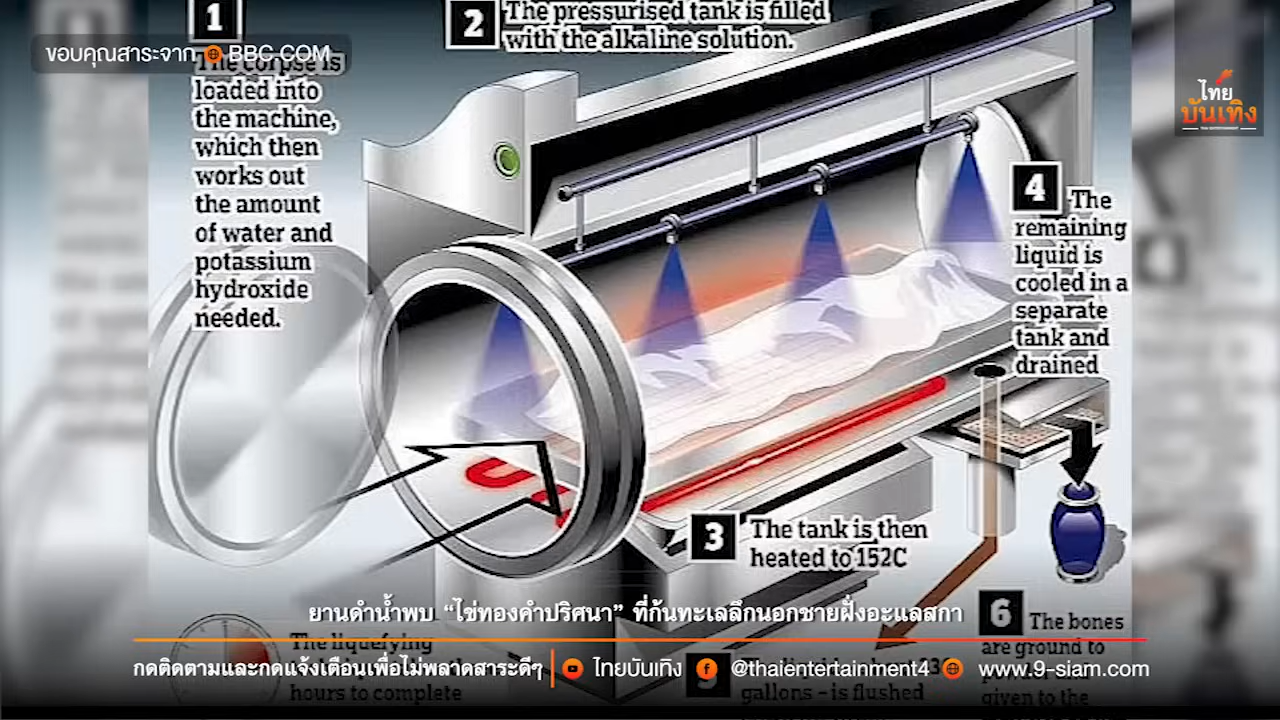 1
ขอบคุณสาระจาก BBC.COM
The corpse is
loaded into
the machine,
which then
works out
the amount
of water and
potassium
hydroxide
needed.
2
The pressurised tank is filled
with the alkaline solution.
ไทย
บันเทิง
4
The
remaining
liquid is
cooled in a
separate
tank and
drained
3
The tank is then
heated to 152C
ยานดำน้ำพบ “ไข่ทองคำปริศนา” ที่ก้นทะเลลึกนอกชายฝั่งอะแลสกา
6
The bones
are ground to
given to the
The liquefying
hours to complete
5
gallons - is flushed
กดติดตามและกดแจ้งเตือนเพื่อไม่พลาดสาระดีๆ
ไทยบันเทิง
@thaientertainment4
www.9-siam.com